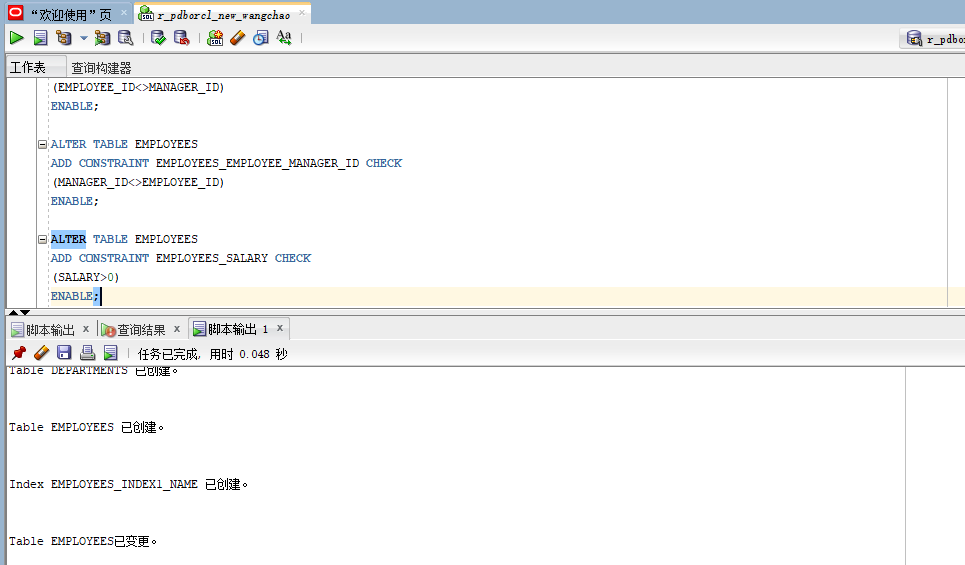 “欢迎使用”页 r_pdborcl_new_wangchao
工作表 查询构建器
(EMPLOYEE_ID<>MANAGER_ID)
ENABLE;
ALTER TABLE EMPLOYEES
ADD CONSTRAINT EMPLOYEES_EMPLOYEE_MANAGER_ID CHECK
(MANAGER_ID<>EMPLOYEE_ID)
ENABLE;
ALTER TABLE EMPLOYEES
ADD CONSTRAINT EMPLOYEES_SALARY CHECK
(SALARY>0)
ENABLE;
脚本输出 x 查询结果 x 脚本输出 1 x
任务已完成, 用时 0.048 秒
Table DEPARTMENTS 已创建。
Table EMPLOYEES 已创建。
Index EMPLOYEES_INDEX1_NAME 已创建。
Table EMPLOYEES已变更。